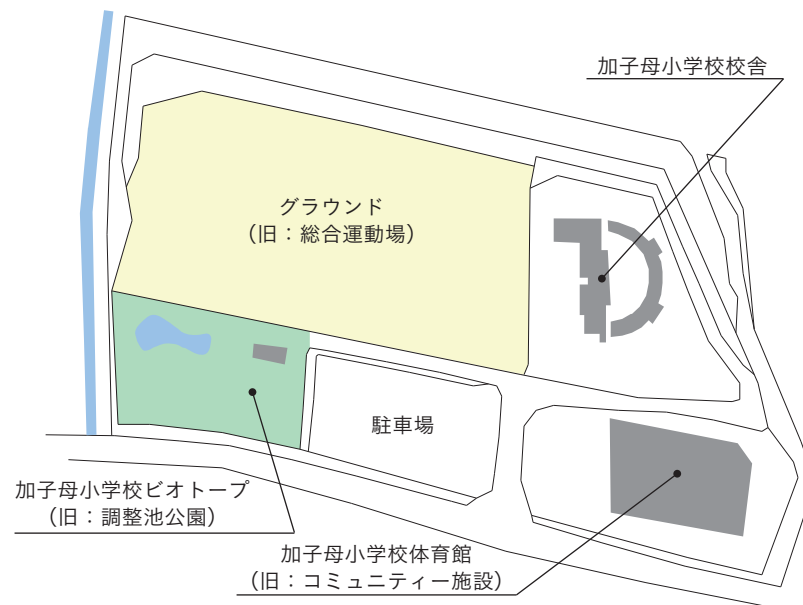 加子母小学校校舎
グラウンド
（旧：総合運動場）
駐車場
加子母小学校ビオトープ
（旧：調整池公園）
加子母小学校体育館
（旧：コミュニティー施設）